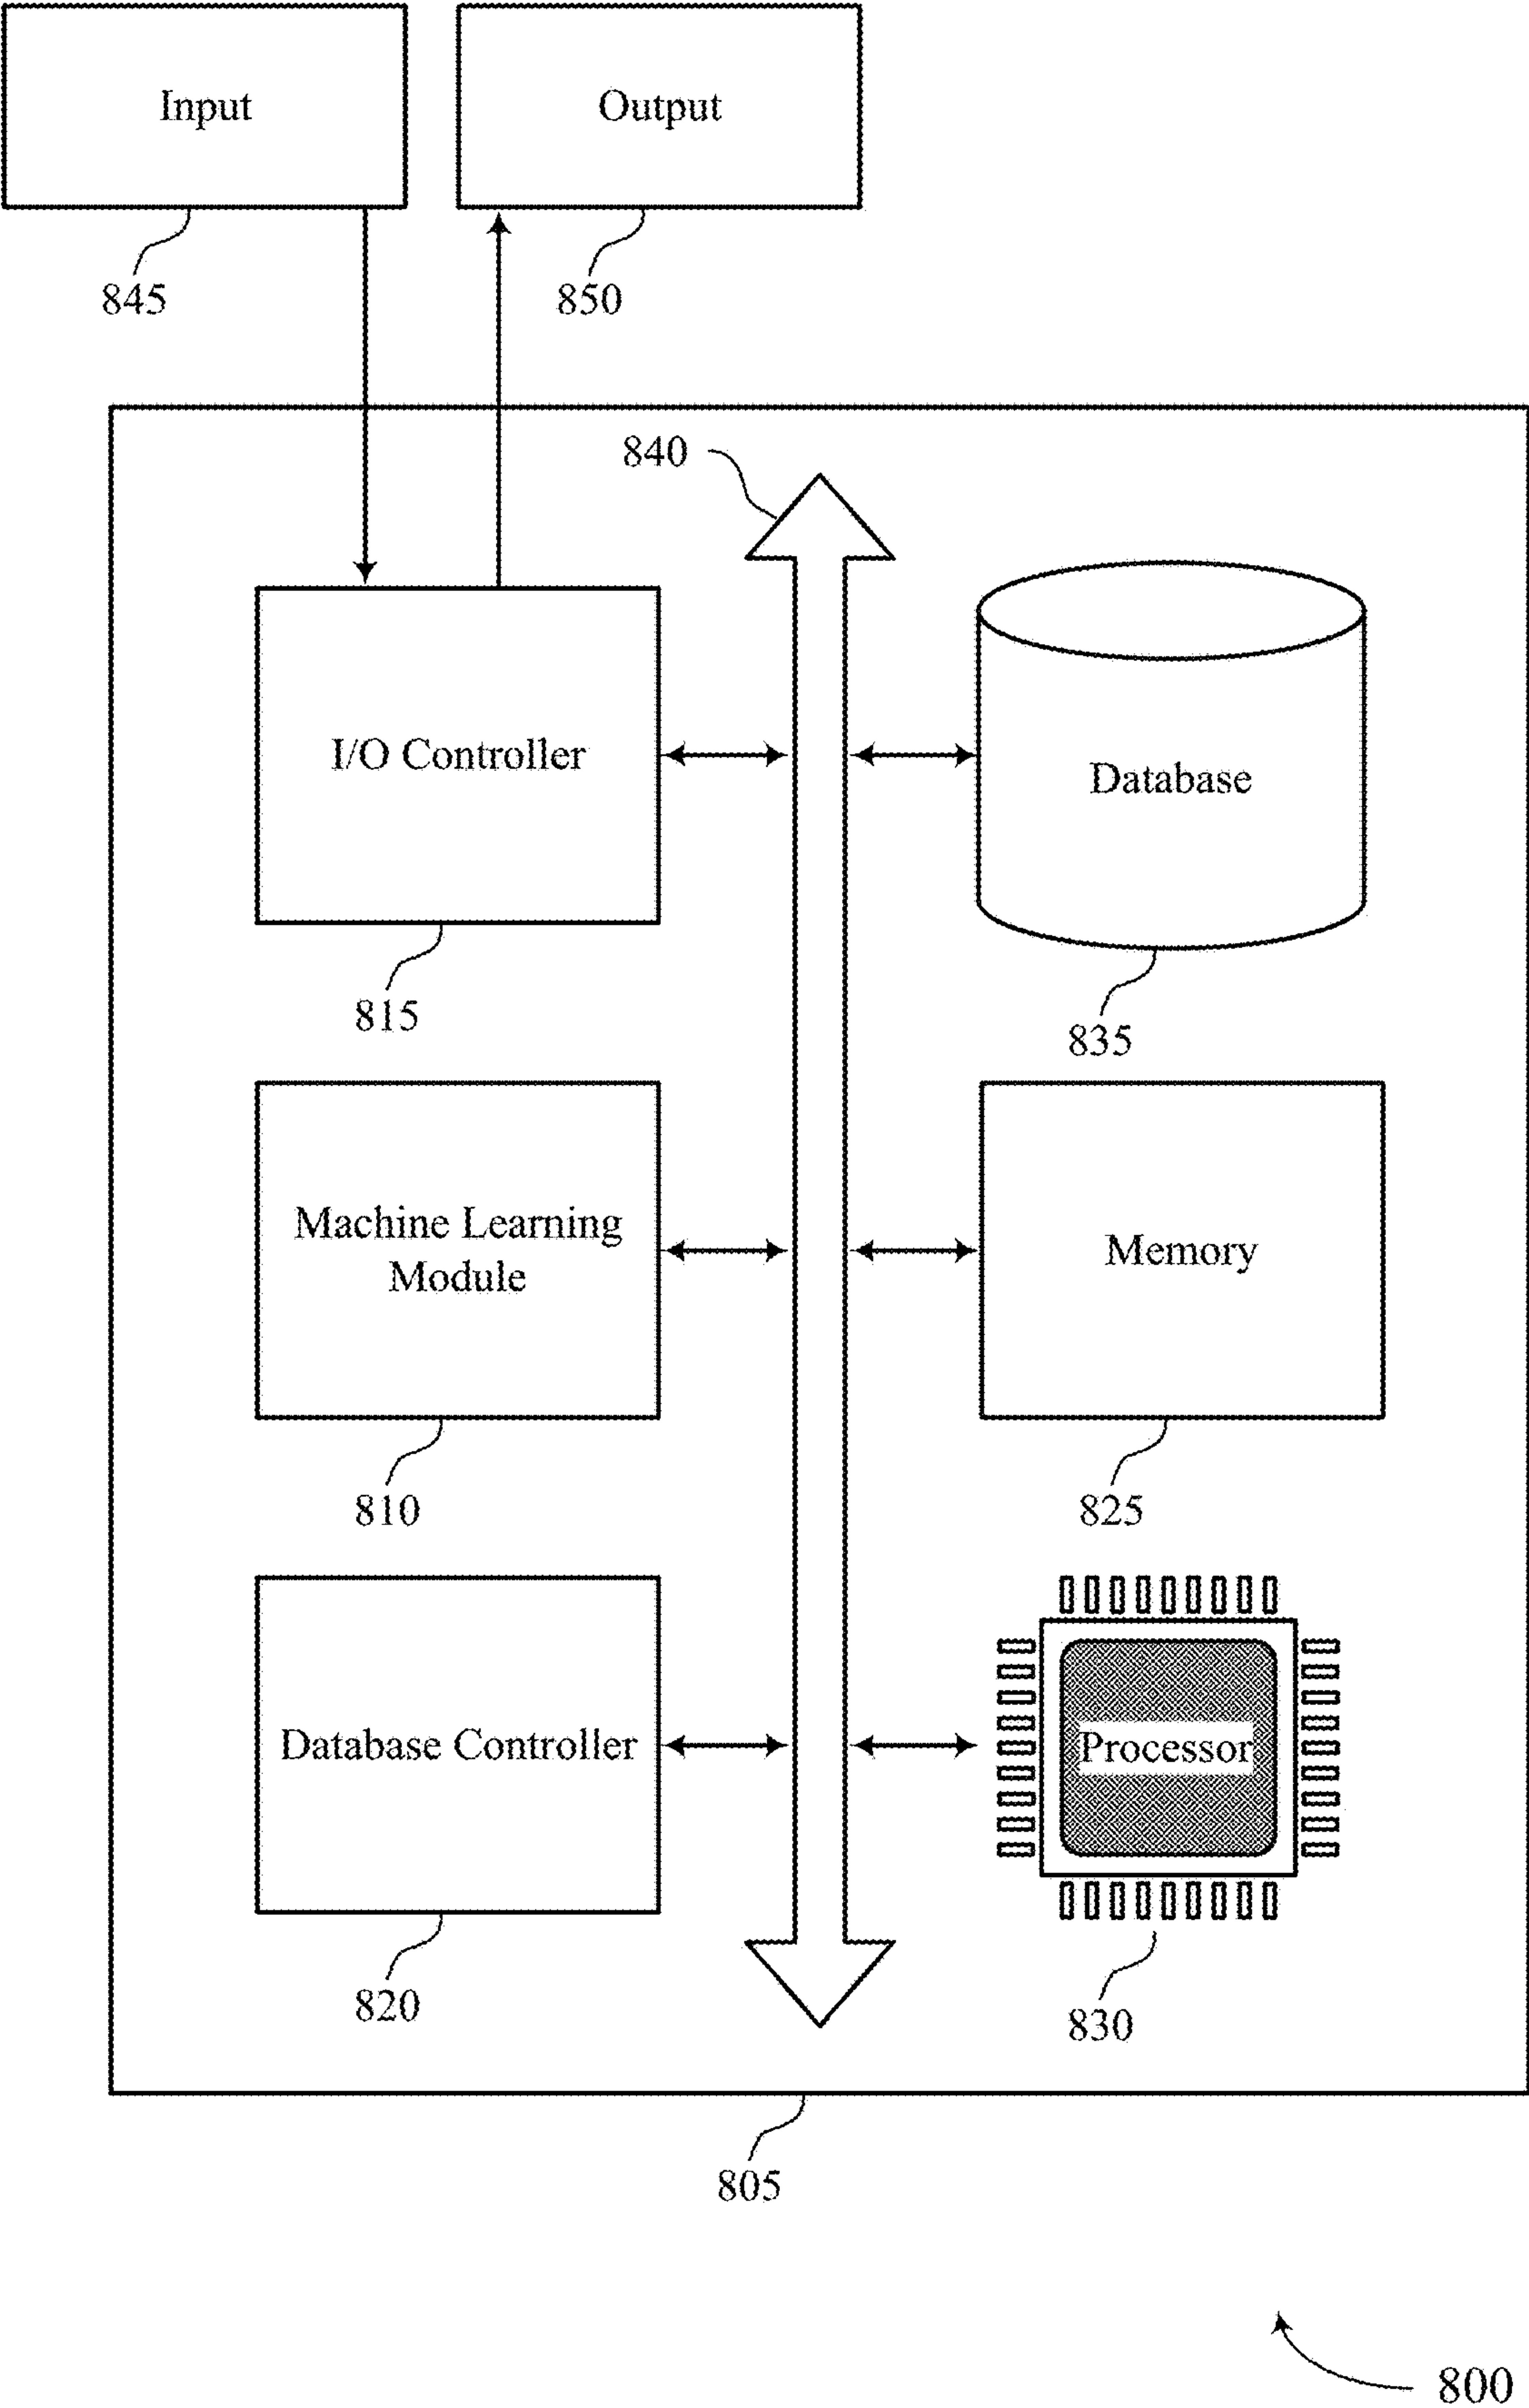 Input
Output
845
850
840
I/O Controller
Database
815
835
Machine Learning
Module
Memory
810
825
Database Controller
Processor
820
830
805
800